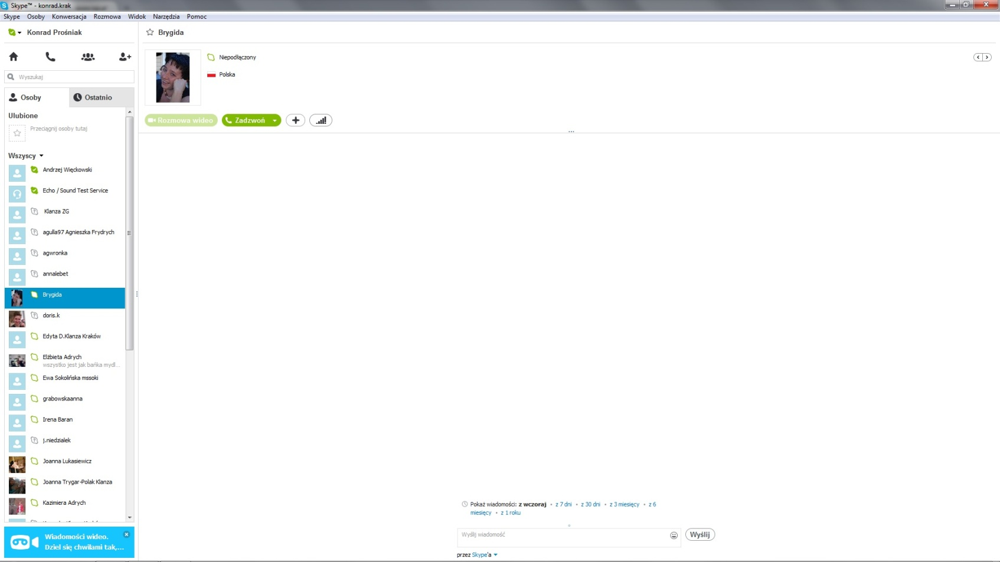 Skype™ - konrad.krak
Skype Osoby Konwersacja Rozmowa Widok Narzędzia Pomoc
Konrad Prośniak
Wyszukaj
Osoby Ostatnio
Ulubione
Przeciągnij osoby tutaj
Wszyscy
Andrzej Więckowski
Echo / Sound Test Service
Klanza ZG
agulla97 Agnieszka Frydrych
agwronka
annalebet
Brygida
doris.k
Edyta D.Klanza Kraków
Elżbieta Adrych
wszystko jest jak bańka mydl...
Ewa Sokolińska mssoki
grabowskaanna
Irena Baran
j.niedzialek
Joanna Lukasiewicz
Joanna Trygar-Polak Klanza
Kazimiera Adrych
Wiadomości wideo.
Dziel się chwilami tak,...
Brygida
Niepodłączony
Polska
Rozmowa wideo Zadzwoń
Pokaż wiadomości: z wczoraj • z 7 dni • z 30 dni • z 3 miesięcy • z 6
miesięcy • z 1 roku
Wyślij wiadomość
Wyślij
przez Skype'a